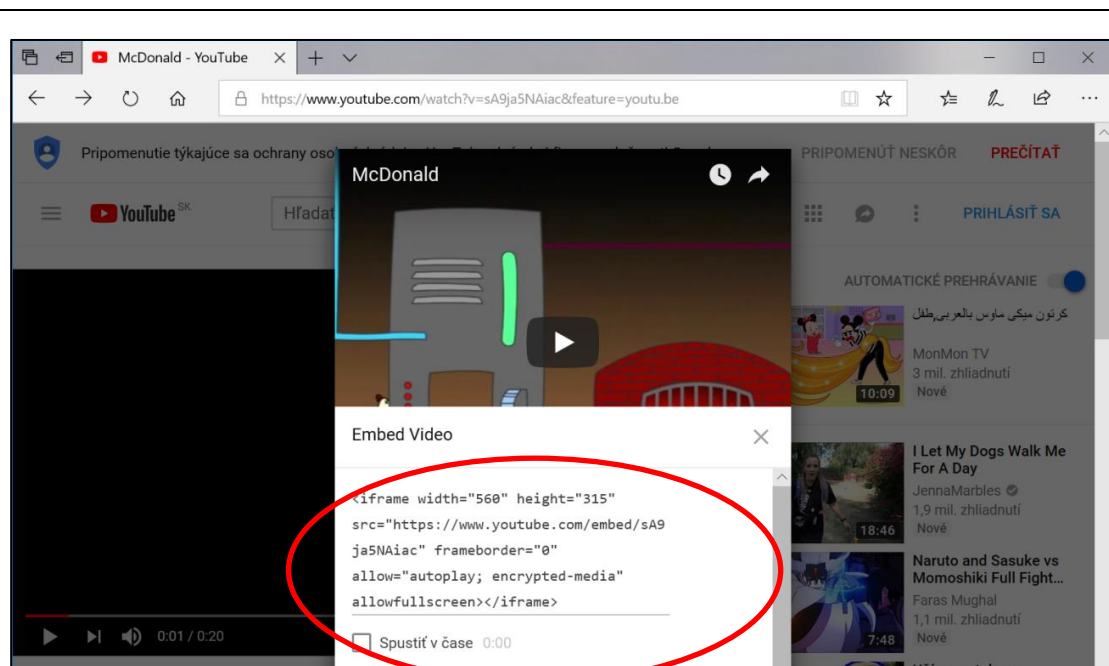 McDonald - YouTube
https://www.youtube.com/watch?v=sA9ja5NAiac&feature=youtu.be
Pripomenutie týkajúce sa ochrany
PRIPOMENÚŤ NESKÔR
PREČÍTAŤ
McDonald
YouTube SK
Hľadať
PRIHLÁSIŤ SA
AUTOMATICKÉ PREHRÁVANIE
كرتون ميكي ماوس بالعربى,طفل
MonMon TV
3 mil. zhliadnutí
Nové
10:09
Embed Video
<iframe width="560" height="315"
src="https://www.youtube.com/embed/sA9
ja5NAiac" frameborder="0"
allow="autoplay; encrypted-media"
allowfullscreen></iframe>
Spustiť v čase 0:00
0:01 / 0:20
I Let My Dogs Walk Me
For A Day
JennaMarbles
1,9 mil. zhliadnutí
Nové
18:46
Naruto and Sasuke vs
Momoshiki Full Fight...
Faras Mughal
1,1 mil. zhliadnutí
Nové
7:48